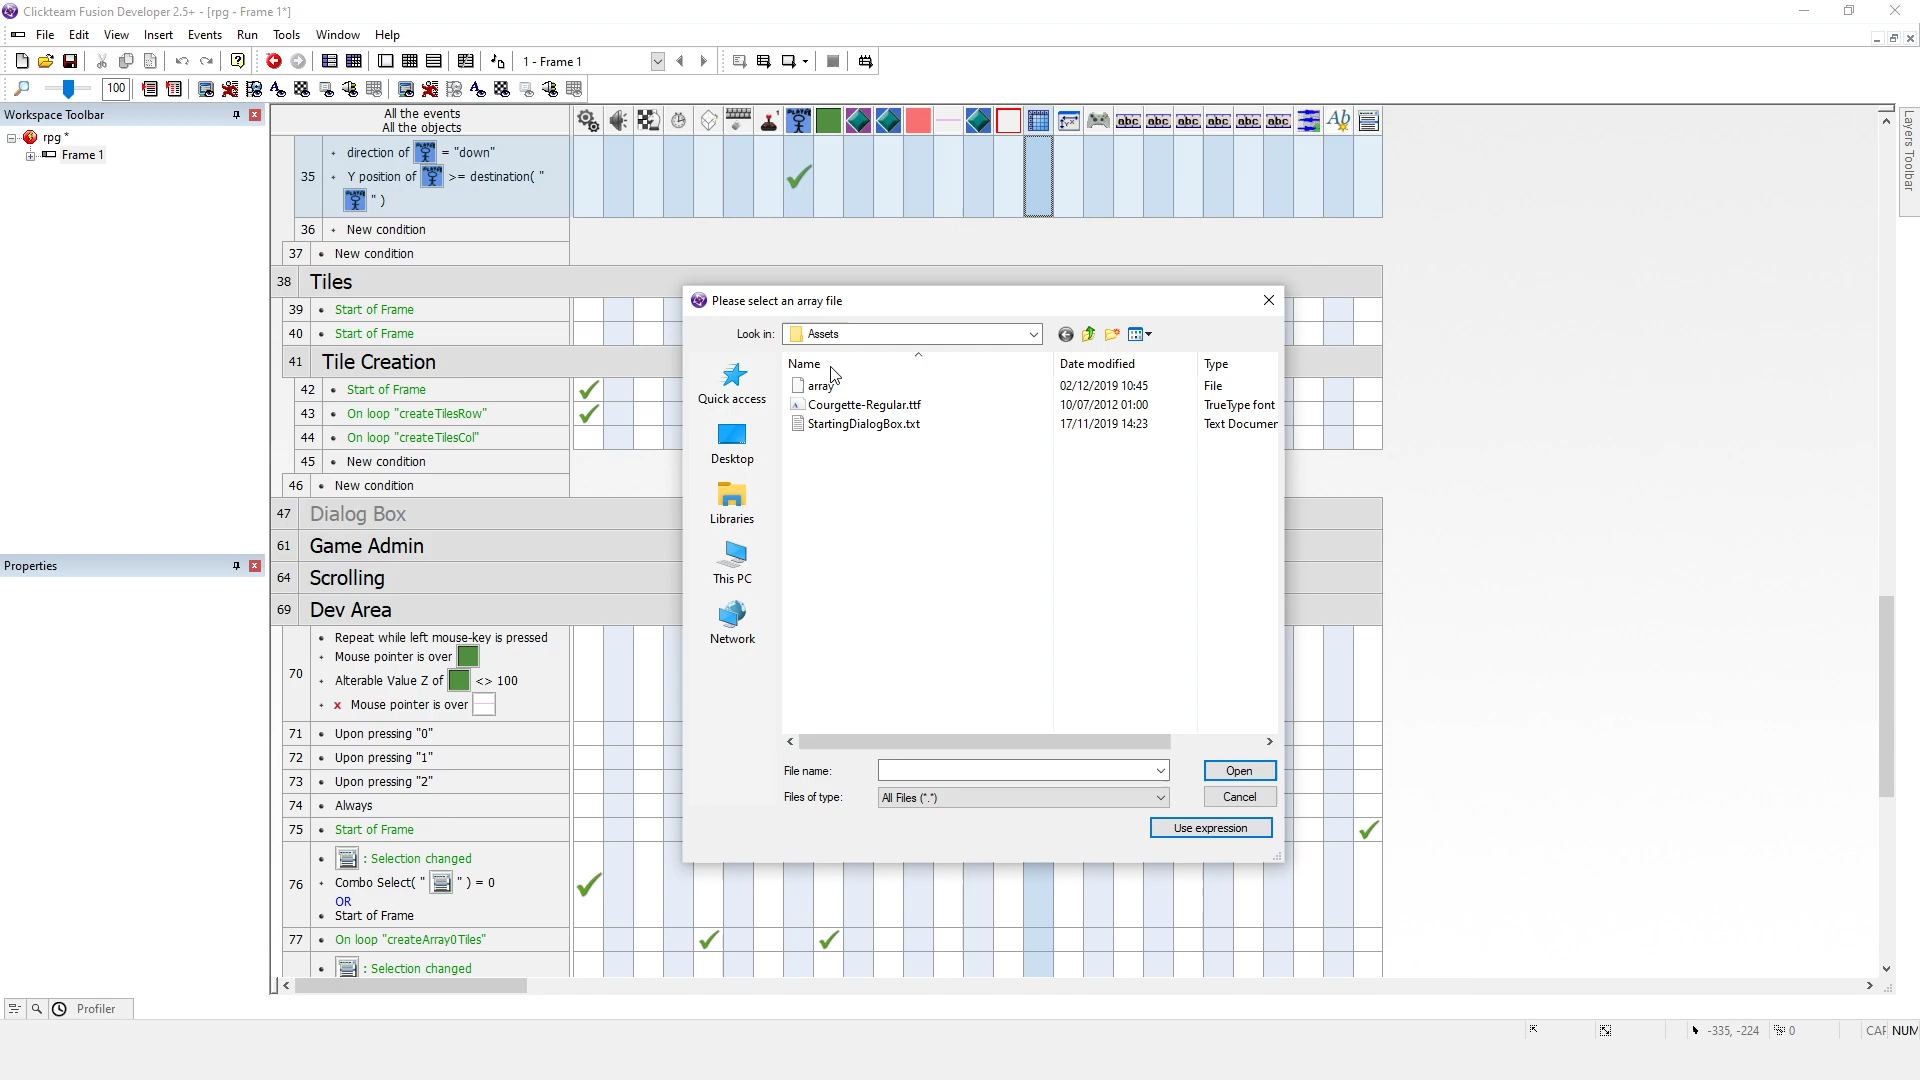 Clickteam Fusion Developer 2.5+ - [rpg - Frame 1*]
File Edit View Insert Events Run Tools Window Help
1 - Frame 1
100
Workspace Toolbar
rpg *
Frame 1
Properties
All the events
All the objects
abc abc abc abc abc abc
Layers Toolbar
35
direction of = "down"
Y position of >= destination( "
" )
36 New condition
37 New condition
38 Tiles
39 Start of Frame
40 Start of Frame
41 Tile Creation
42 Start of Frame
43 On loop "createTilesRow"
44 On loop "createTilesCol"
45 New condition
46 New condition
47 Dialog Box
61 Game Admin
64 Scrolling
69 Dev Area
70
Repeat while left mouse-key is pressed
Mouse pointer is over
Alterable Value Z of <> 100
X Mouse pointer is over
71 Upon pressing "0"
72 Upon pressing "1"
73 Upon pressing "2"
74 Always
75 Start of Frame
76
: Selection changed
Combo Select( " " ) = 0
OR
Start of Frame
77 On loop "createArray0Tiles"
: Selection changed
Please select an array file
Look in: Assets
Quick access
Desktop
Libraries
This PC
Network
Name Date modified Type
array 02/12/2019 10:45 File
Courgette-Regular.ttf 10/07/2012 01:00 TrueType font
StartingDialogBox.txt 17/11/2019 14:23 Text Documer
File name: Open
Files of type: All Files (*.*) Cancel
Use expression
Profiler
-335, -224 0 CAF NUM